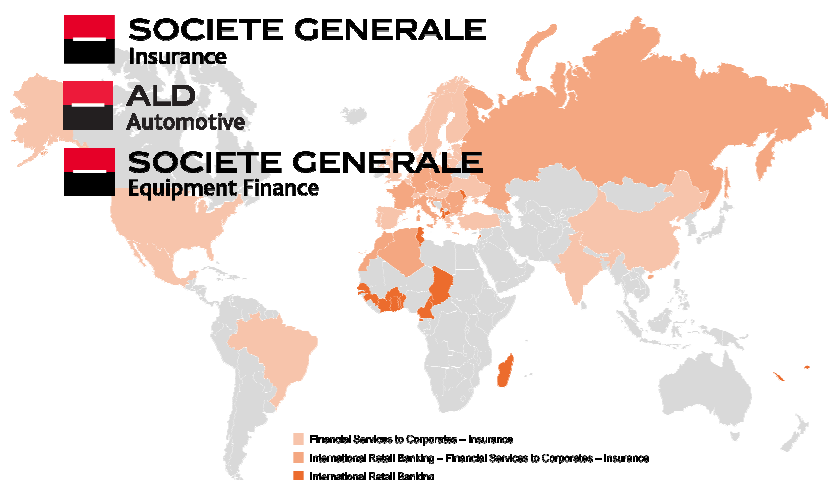 SOCIETE GENERALE
Insurance
ALD
Automotive
SOCIETE GENERALE
Equipment Finance
Financial Services to Corporates – Insurance
International Retail Banking – Financial Services to Corporates – Insurance
International Retail Banking